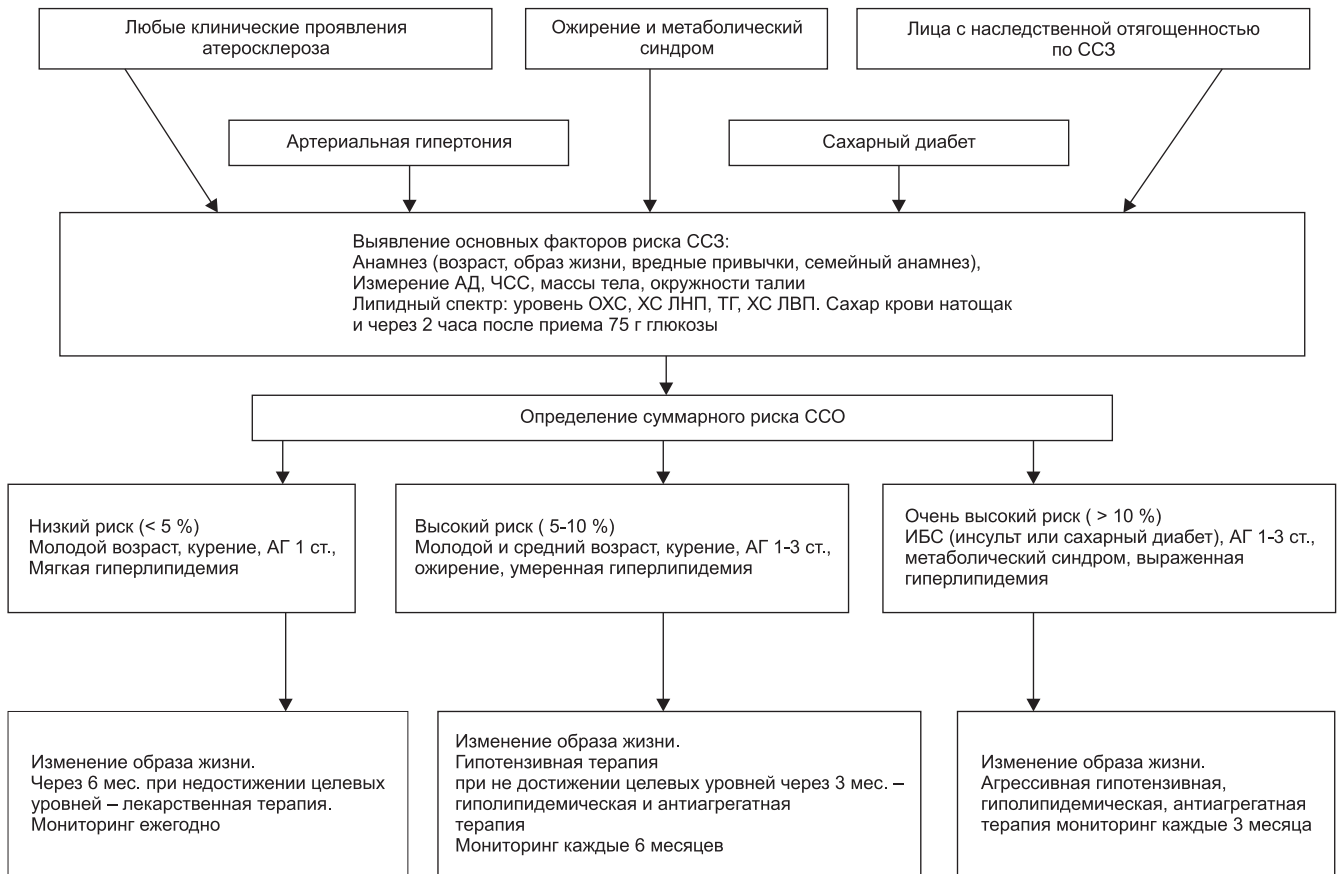 Любые клинические проявления
атеросклероза
Ожирение и метаболический
синдром
Лица с наследственной отягощенностью
по ССЗ
Артериальная гипертония
Сахарный диабет
Выявление основных факторов риска ССЗ:
Анамнез (возраст, образ жизни, вредные привычки, семейный анамнез),
Измерение АД, ЧСС, массы тела, окружности талии
Липидный спектр: уровень ОХС, ХС ЛНП, ТГ, ХС ЛВП. Сахар крови натощак
и через 2 часа после приема 75 г глюкозы
Определение суммарного риска ССО
Низкий риск (< 5 %)
Молодой возраст, курение, АГ 1 ст.,
Мягкая гиперлипидемия
Высокий риск ( 5-10 %)
Молодой и средний возраст, курение, АГ 1-3 ст.,
ожирение, умеренная гиперлипидемия
Очень высокий риск ( > 10 %)
ИБС (инсульт или сахарный диабет), АГ 1-3 ст.,
метаболический синдром, выраженная
гиперлипидемия
Изменение образа жизни.
Через 6 мес. при недостижении целевых
уровней – лекарственная терапия.
Мониторинг ежегодно
Изменение образа жизни.
Гипотензивная терапия
при не достижении целевых уровней через 3 мес. –
гиполипидемическая и антиагрегатная
терапия
Мониторинг каждые 6 месяцев
Изменение образа жизни.
Агрессивная гипотензивная,
гиполипидемическая, антиагрегатная
терапия мониторинг каждые 3 месяца